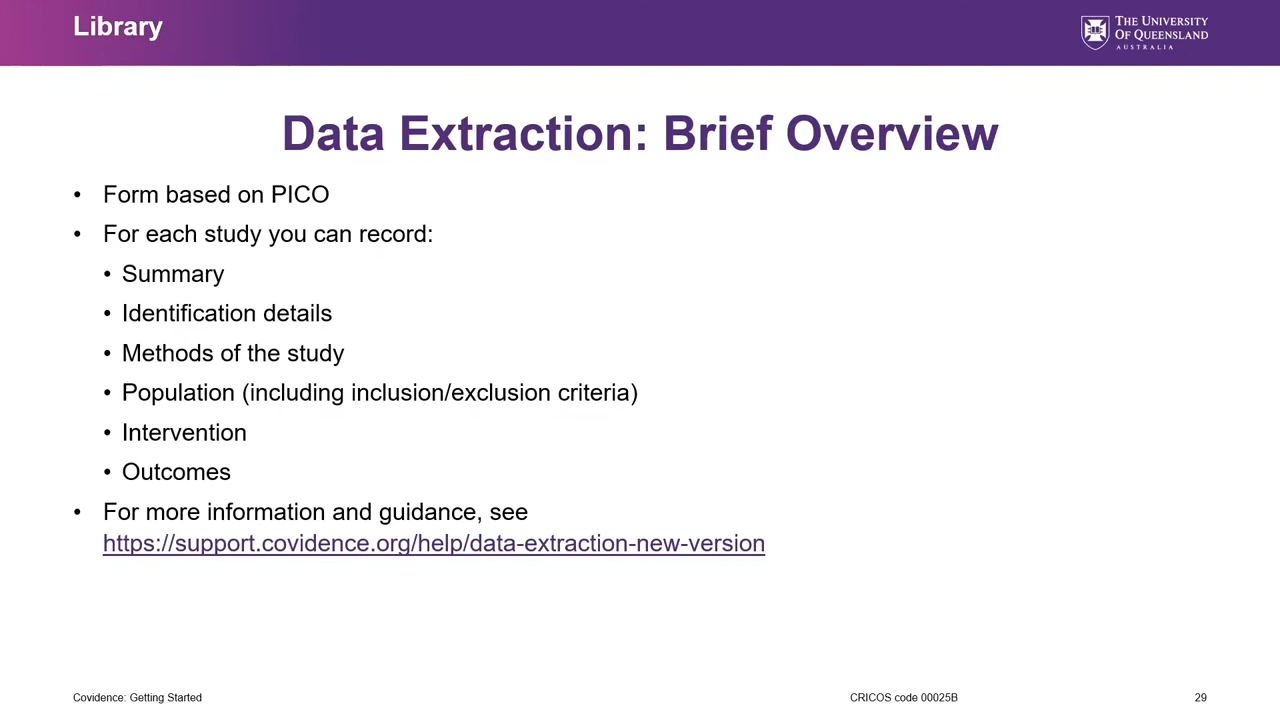 Library
THE UNIVERSITY
OF QUEENSLAND
AUSTRALIA
Data Extraction: Brief Overview
• Form based on PICO
• For each study you can record:
• Summary
• Identification details
• Methods of the study
• Population (including inclusion/exclusion criteria)
• Intervention
• Outcomes
• For more information and guidance, see
https://support.covidence.org/help/data-extraction-new-version
Covidence: Getting Started
CRICOS code 00025B
29